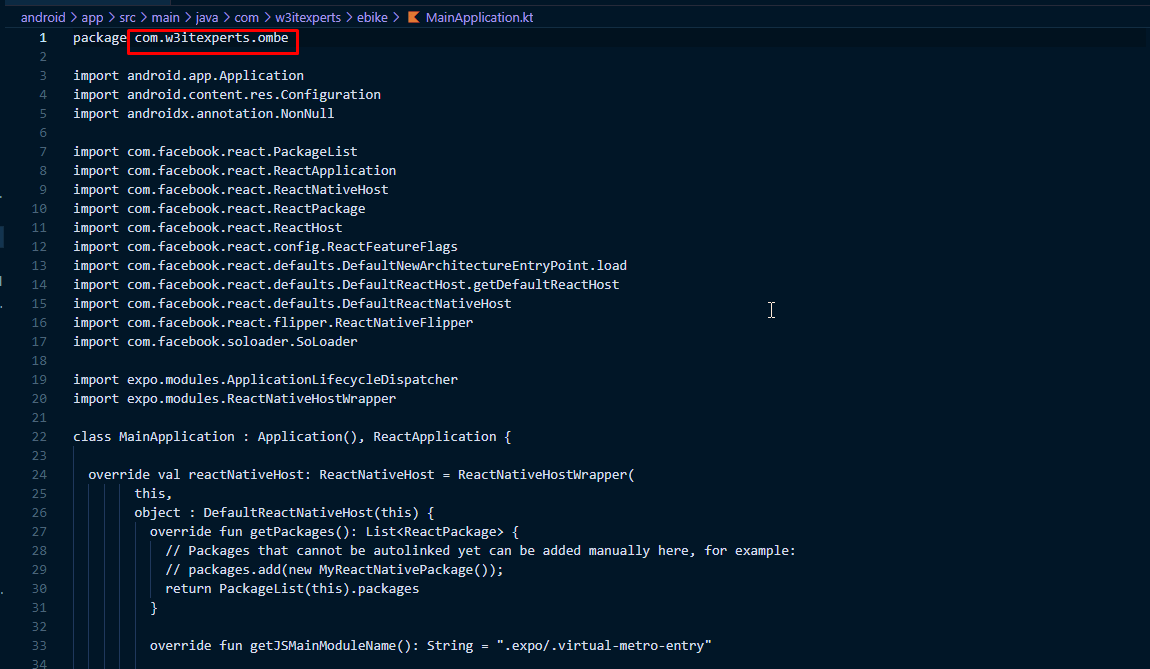 android > app > src > main > java > com > w3itexperts > ebike > MainApplication.kt
1 package com.w3itexperts.ombe
2
3 import android.app.Application
4 import android.content.res.Configuration
5 import androidx.annotation.NonNull
6
7 import com.facebook.react.PackageList
8 import com.facebook.react.ReactApplication
9 import com.facebook.react.ReactNativeHost
10 import com.facebook.react.ReactPackage
11 import com.facebook.react.ReactHost
12 import com.facebook.react.config.ReactFeatureFlags
13 import com.facebook.react.defaults.DefaultNewArchitectureEntryPoint.load
14 import com.facebook.react.defaults.DefaultReactHost.getDefaultReactHost
15 import com.facebook.react.defaults.DefaultReactNativeHost
16 import com.facebook.react.flipper.ReactNativeFlipper
17 import com.facebook.soloader.SoLoader
18
19 import expo.modules.ApplicationLifecycleDispatcher
20 import expo.modules.ReactNativeHostWrapper
21
22 class MainApplication : Application(), ReactApplication {
23
24 override val reactNativeHost: ReactNativeHost = ReactNativeHostWrapper(
25 this,
26 object : DefaultReactNativeHost(this) {
27 override fun getPackages(): List<ReactPackage> {
28 // Packages that cannot be autolinked yet can be added manually here, for example:
29 // packages.add(new MyReactNativePackage());
30 return PackageList(this).packages
31 }
32
33 override fun getJSMainModuleName(): String = ".expo/.virtual-metro-entry"
34